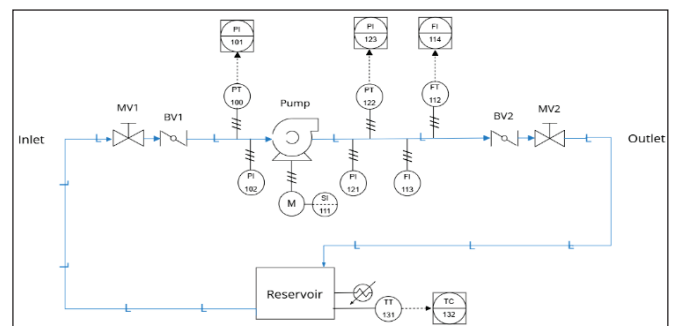 PI
101
PI
123
FI
114
PT
100
PT
122
FT
112
MV1
BV1
Pump
BV2
MV2
Inlet
Outlet
L
L
L
L
L
L
PI
102
PI
121
FI
113
M
SI
111
L
L
L
L
L
Reservoir
L
L
TT
131
TC
132